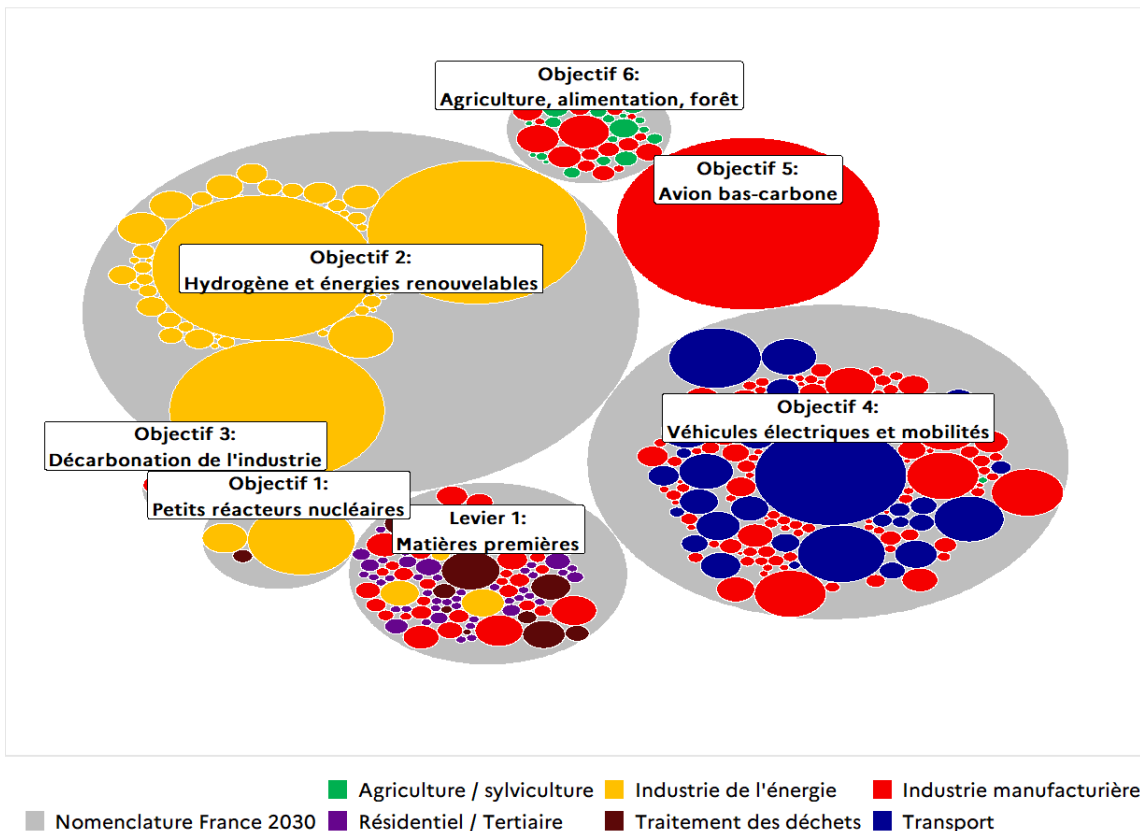 Objectif 6:
Agriculture, alimentation, forêt
Objectif 5:
Avion bas-carbone
Objectif 2:
Hydrogène et énergies renouvelables
Objectif 4:
Véhicules électriques et mobilités
Objectif 3:
Décarbonation de l'industrie
Objectif 1:
Petits réacteurs nucléaires
Levier 1:
Matières premières
Agriculture / sylviculture
Industrie de l'énergie
Industrie manufacturière
Nomenclature France 2030
Résidentiel / Tertiaire
Traitement des déchets
Transport